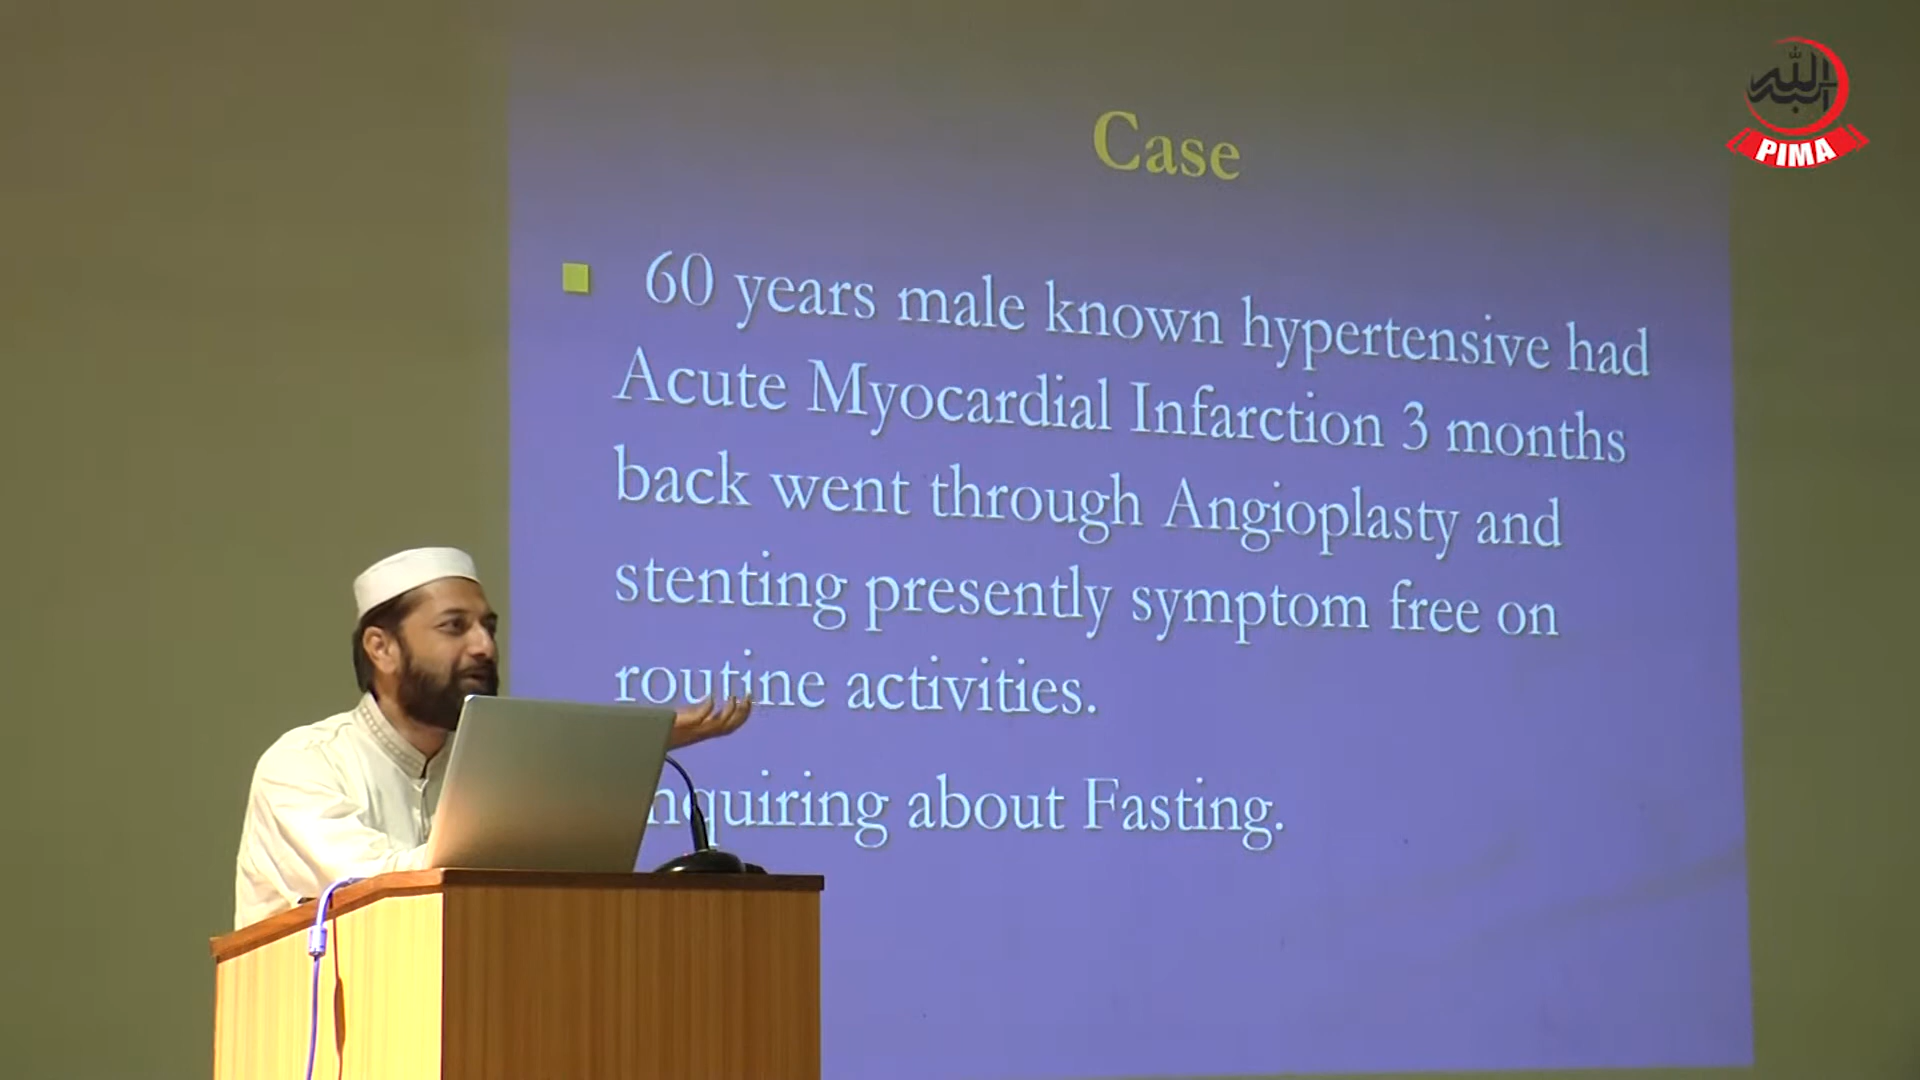 Case
60 years male known hypertensive had
Acute Myocardial Infarction 3 months
back went through Angioplasty and
stenting presently symptom free on
routine activities.
nquiring about Fasting.
PIMA